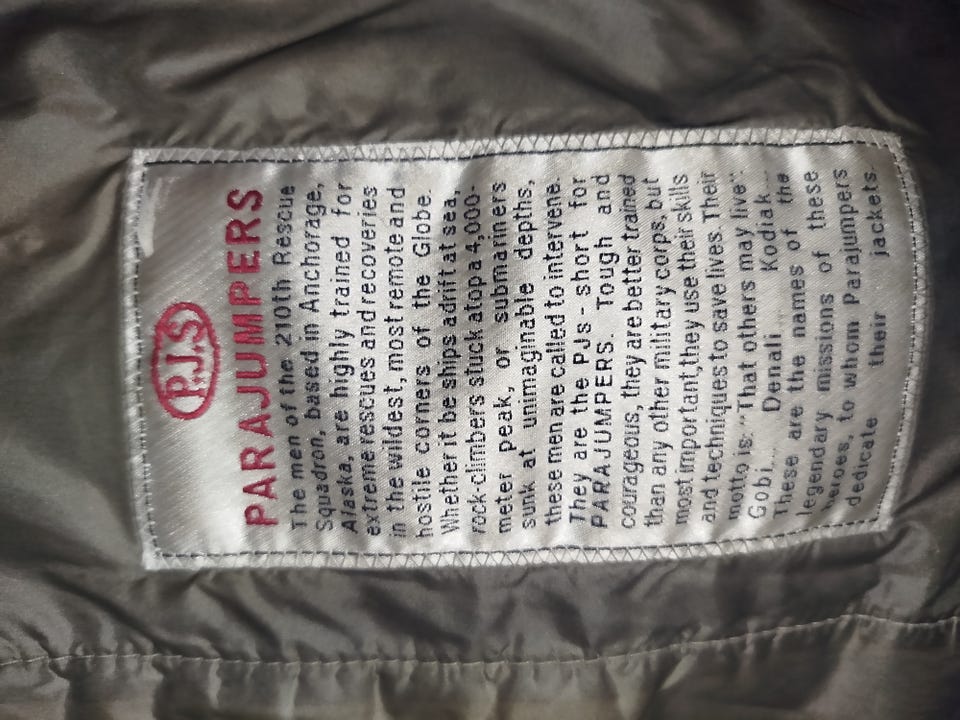 P.J.S
PARAJUMPERS
The men of the 210th Rescue
Squadron, based in Anchorage,
Alaska, are highly trained for
extreme rescues and recoveries
in the wildest, most remote and
hostile corners of the Globe.
Whether it be ships adrift at sea,
rock-climbers stuck atop a 4,000-
meter peak, or submariners
sunk at unimaginable depths,
these men are called to intervene.
They are the PJs - short for
PARAJUMPERS. Tough and
courageous, they are better trained
than any other military corps, but
most important, they use their skills
and techniques to save lives. Their
motto is: "That others may live".
Gobi... Denali... Kodiak...
These are the names of the
legendary missions of these
heroes, to whom Parajumpers
dedicate their jackets.